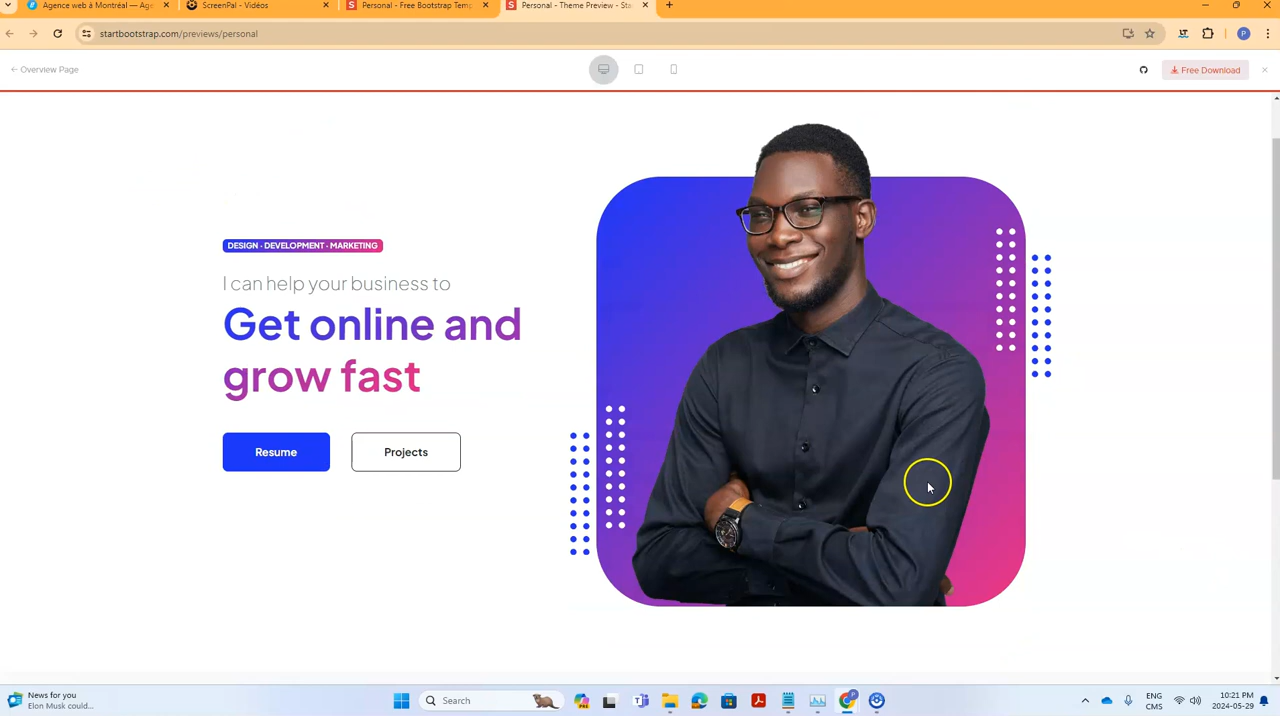 Agence web à Montréal — Age
ScreenPal - Vidéos
Personal - Free Bootstrap Temp
Personal - Theme Preview - Sta
startbootstrap.com/previews/personal
P
← Overview Page
Free Download
DESIGN · DEVELOPMENT · MARKETING
I can help your business to
Get online and
grow fast
Resume
Projects
News for you
Elon Musk could...
Search
ENG
CMS
10:21 PM
2024-05-29